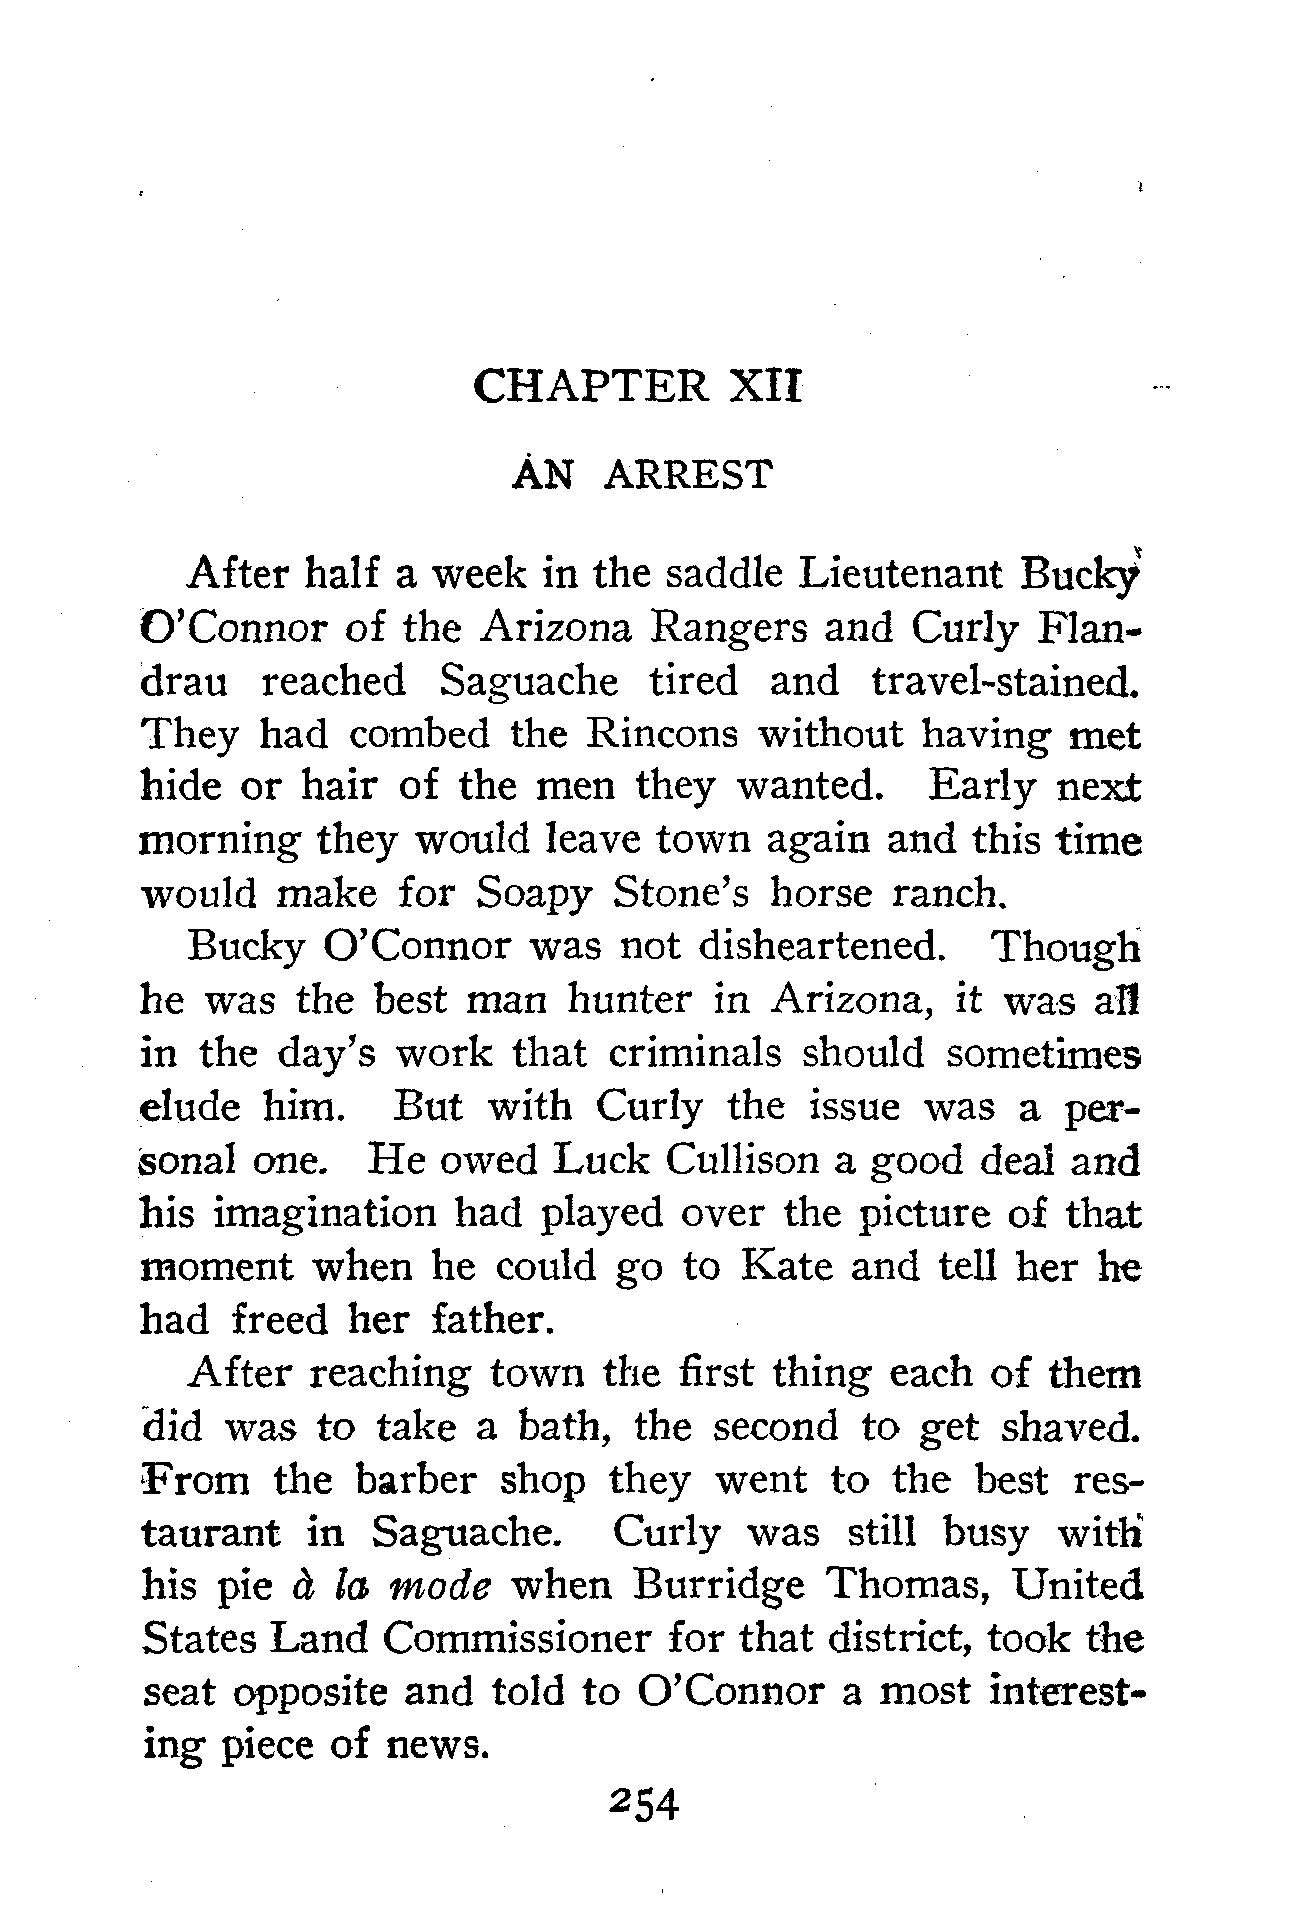 CHAPTER XII
AN ARREST
After half a week in the saddle Lieutenant Bucky
O'Connor of the Arizona Rangers and Curly Flan-
drau reached Saguache tired and travel-stained.
They had combed the Rincons without having met
hide or hair of the men they wanted. Early next
morning they would leave town again and this time
would make for Soapy Stone's horse ranch.
Bucky O'Connor was not disheartened. Though
he was the best man hunter in Arizona, it was all
in the day's work that criminals should sometimes
elude him. But with Curly the issue was a per-
sonal one. He owed Luck Cullison a good deal and
his imagination had played over the picture of that
moment when he could go to Kate and tell her he
had freed her father.
After reaching town the first thing each of them
did was to take a bath, the second to get shaved.
From the barber shop they went to the best res-
taurant in Saguache. Curly was still busy with
his pie à la mode when Burridge Thomas, United
States Land Commissioner for that district, took the
seat opposite and told to O'Connor a most interest-
ing piece of news.
254